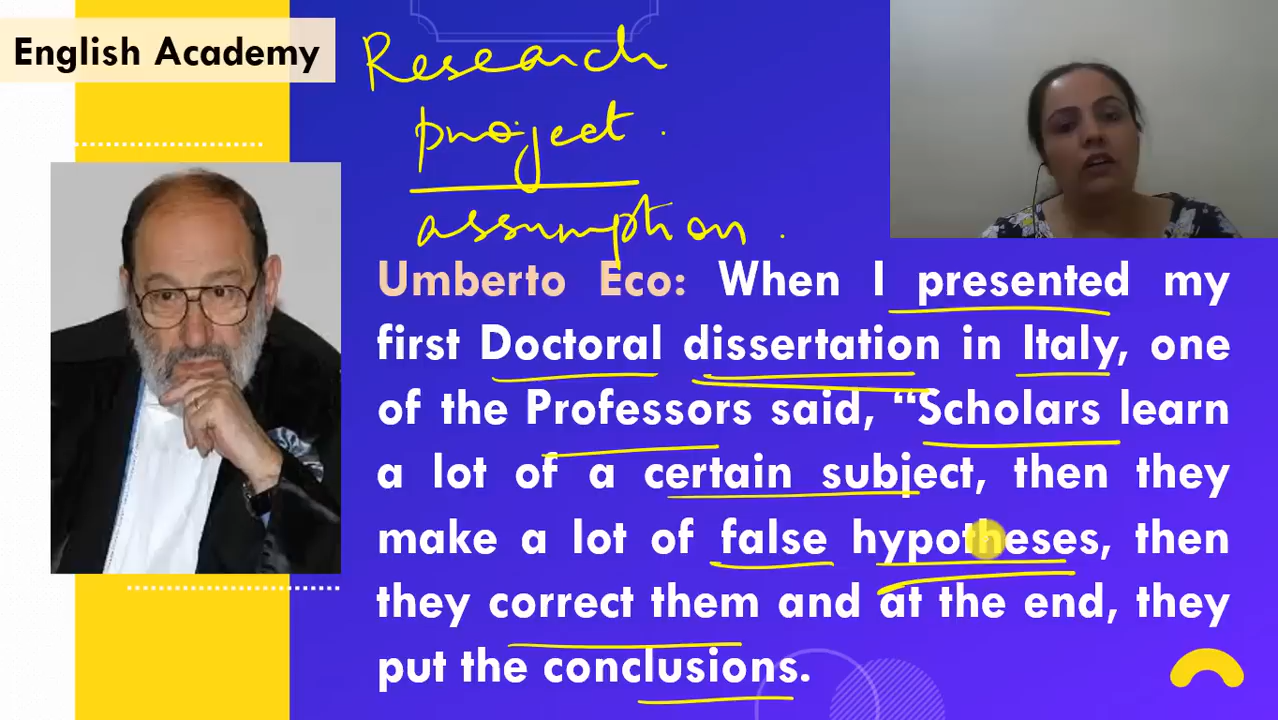 English Academy
Research
project.
assumption.
Umberto Eco: When I presented my
first Doctoral dissertation in Italy, one
of the Professors said, “Scholars learn
a lot of a certain subject, then they
make a lot of false hypotheses, then
they correct them and at the end, they
put the conclusions.